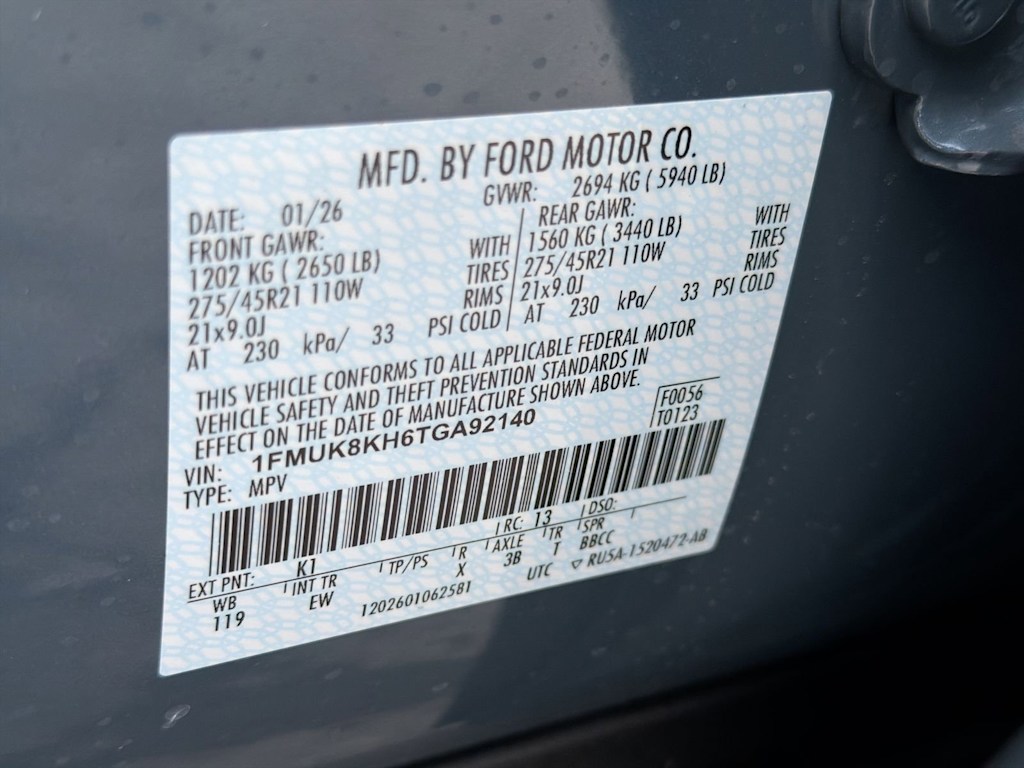 MFD. BY FORD MOTOR CO.
DATE: 01/26 GVWR: 2694 KG ( 5940 LB)
FRONT GAWR: REAR GAWR:
1202 KG ( 2650 LB) WITH 1560 KG ( 3440 LB) WITH
275/45R21 110W TIRES 275/45R21 110W TIRES
21x9.0J RIMS 21x9.0J RIMS
AT 230 kPa/ 33 PSI COLD AT 230 kPa/ 33 PSI COLD
THIS VEHICLE CONFORMS TO ALL APPLICABLE FEDERAL MOTOR
VEHICLE SAFETY AND THEFT PREVENTION STANDARDS IN
EFFECT ON THE DATE OF MANUFACTURE SHOWN ABOVE.
VIN: 1FMUK8KH6TGA92140 F0056
TYPE: MPV T0123
EXT PNT: K1 RC: 13 DSO:
WB INT TR TP/PS R AXLE TR SPR
119 EW X 3B T BBCC
1202601062581 UTC ▽ RU5A-1520472-AB